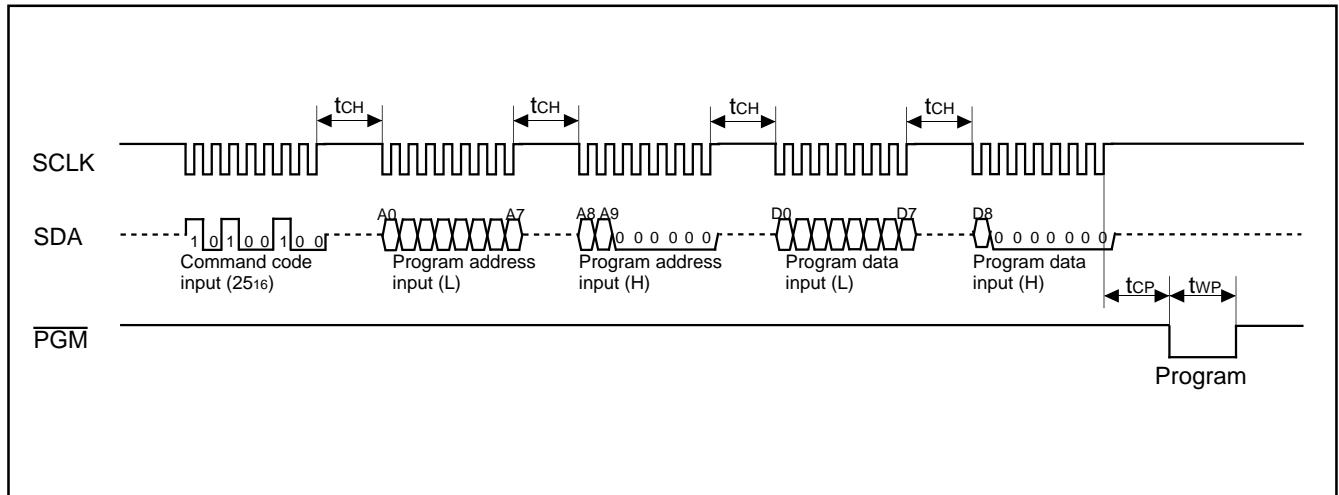 tCH tCH tCH tCH
SCLK
A0 A7 A8 A9 D0 D7 D8
SDA
1 0 1 0 0 1 0 0
0 0 0 0 0 0
0 0 0 0 0 0 0
Command code
input (2516)
Program address
input (L)
Program address
input (H)
Program data
input (L)
Program data
input (H)
tCP tWP
PGM
Program